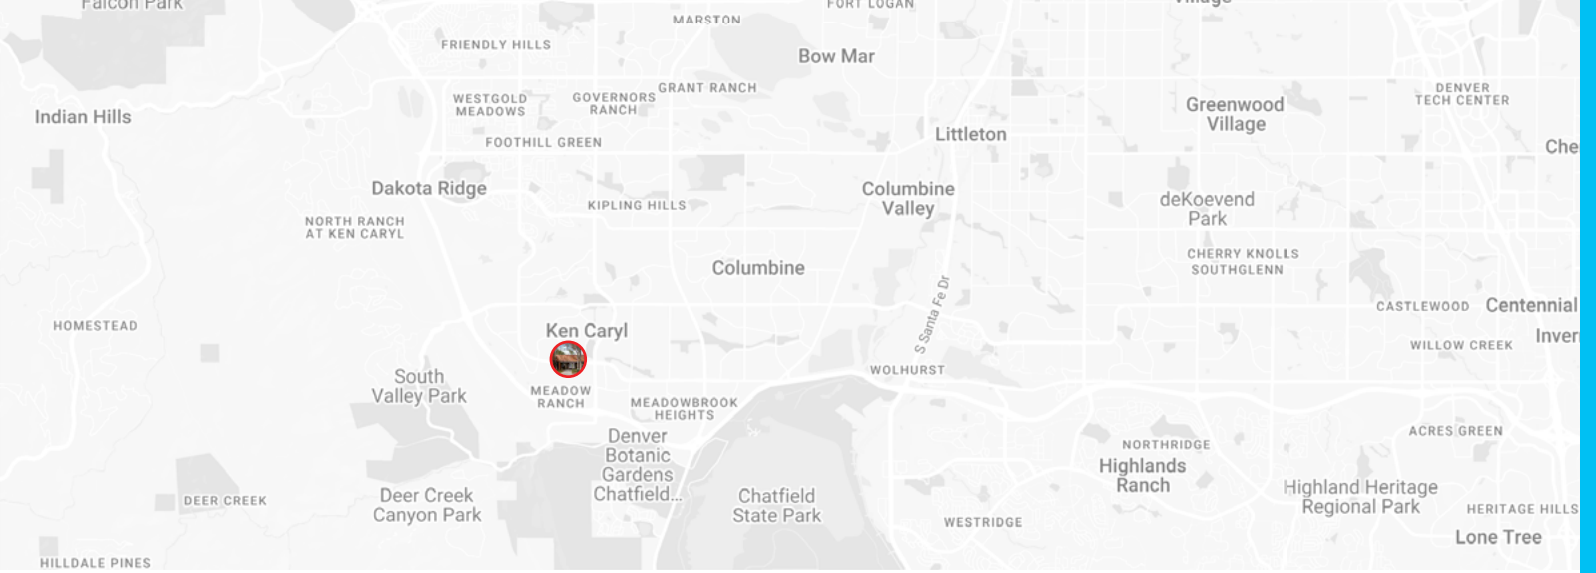 Falcon Park
MARSTON
FORT LOGAN
Village
FRIENDLY HILLS
Bow Mar
WESTGOLD
MEADOWS
GOVERNORS
RANCH
GRANT RANCH
DENVER
TECH CENTER
Greenwood
Village
Indian Hills
FOOTHILL GREEN
Littleton
Che
Dakota Ridge
Columbine
Valley
deKoevend
Park
KIPLING HILLS
NORTH RANCH
AT KEN CARYL
CHERRY KNOLLS
SOUTHGLENN
Columbine
S Santa Fe Dr
CASTLEWOOD
Centennial
HOMESTEAD
Ken Caryl
Inver
WILLOW CREEK
WOLHURST
South
Valley Park
MEADOW
RANCH
MEADOWBROOK
HEIGHTS
ACRES GREEN
Denver
Botanic
Gardens
Chatfield...
NORTHRIDGE
Highlands
Ranch
DEER CREEK
Deer Creek
Canyon Park
Chatfield
State Park
Highland Heritage
Regional Park
HERITAGE HILLS
WESTRIDGE
Lone Tree
HILLDALE PINES